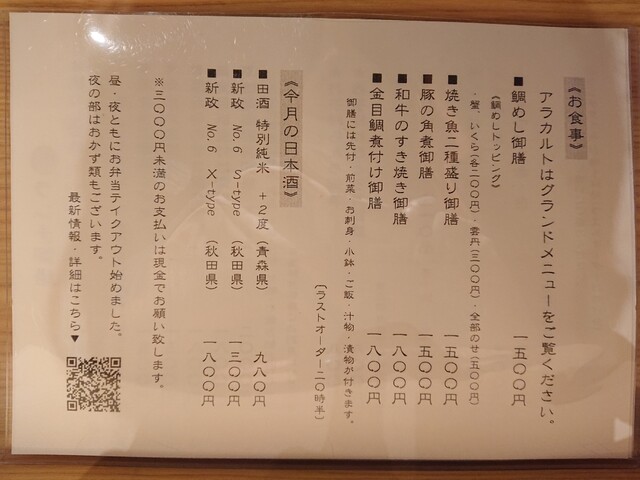 《お食事》
アラカルトはグランドメニューをご覧ください。
■鯛めし御膳 一五〇〇円
(鯛めしトッピング)
・蟹、いくら(各二〇〇円)・雲丹(三〇〇円)・全部のせ(五〇〇円)
■焼き魚二種盛り御膳 一五〇〇円
■豚の角煮御膳 一五〇〇円
■和牛のすき焼き御膳 一八〇〇円
■金目鯛煮付け御膳 一八〇〇円
御膳には先付・前菜・お刺身・小鉢・ご飯・汁物・漬物が付きます。
〔ラストオーダー二〇時半〕
《今月の日本酒》
■田酒 特別純米 +2度(青森県) 九八〇円
■新政 No.6 S-type (秋田県) 一三〇〇円
■新政 No.6 X-type (秋田県) 一八〇〇円
※三〇〇〇円未満のお支払いは現金でお願い致します。
昼・夜ともにお弁当テイクアウト始めました。
夜の部はおかず類もございます。
最新情報・詳細はこちら▼